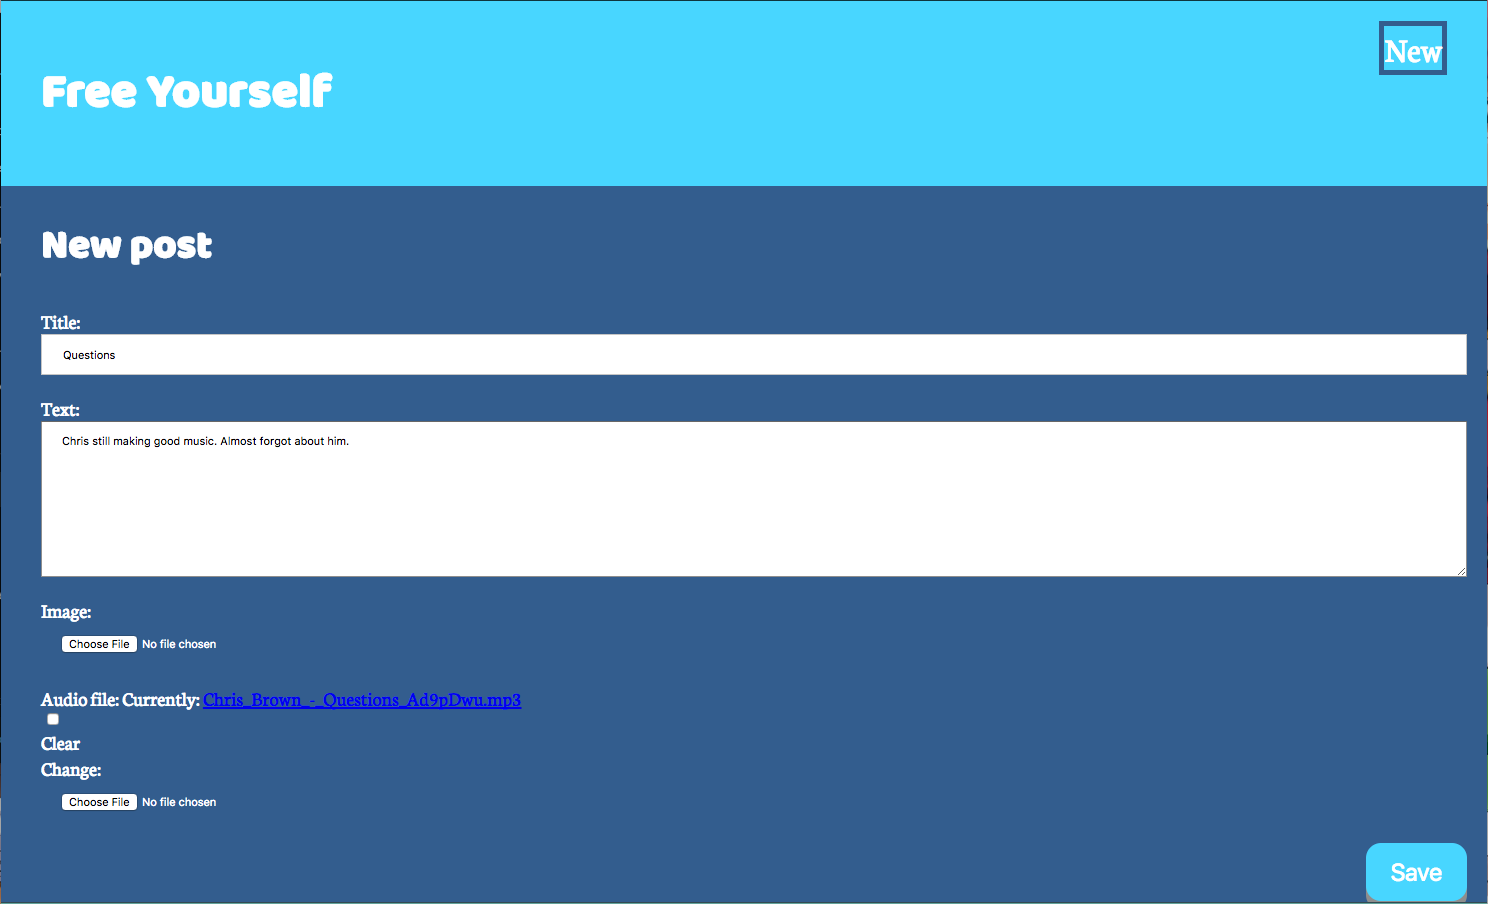 New
Free Yourself
New post
Title:
Questions
Text:
Chris still making good music. Almost forgot about him.
Image:
Choose File No file chosen
Audio file: Currently: Chris_Brown_-_Questions_Ad9pDwu.mp3
Clear
Change:
Choose File No file chosen
Save